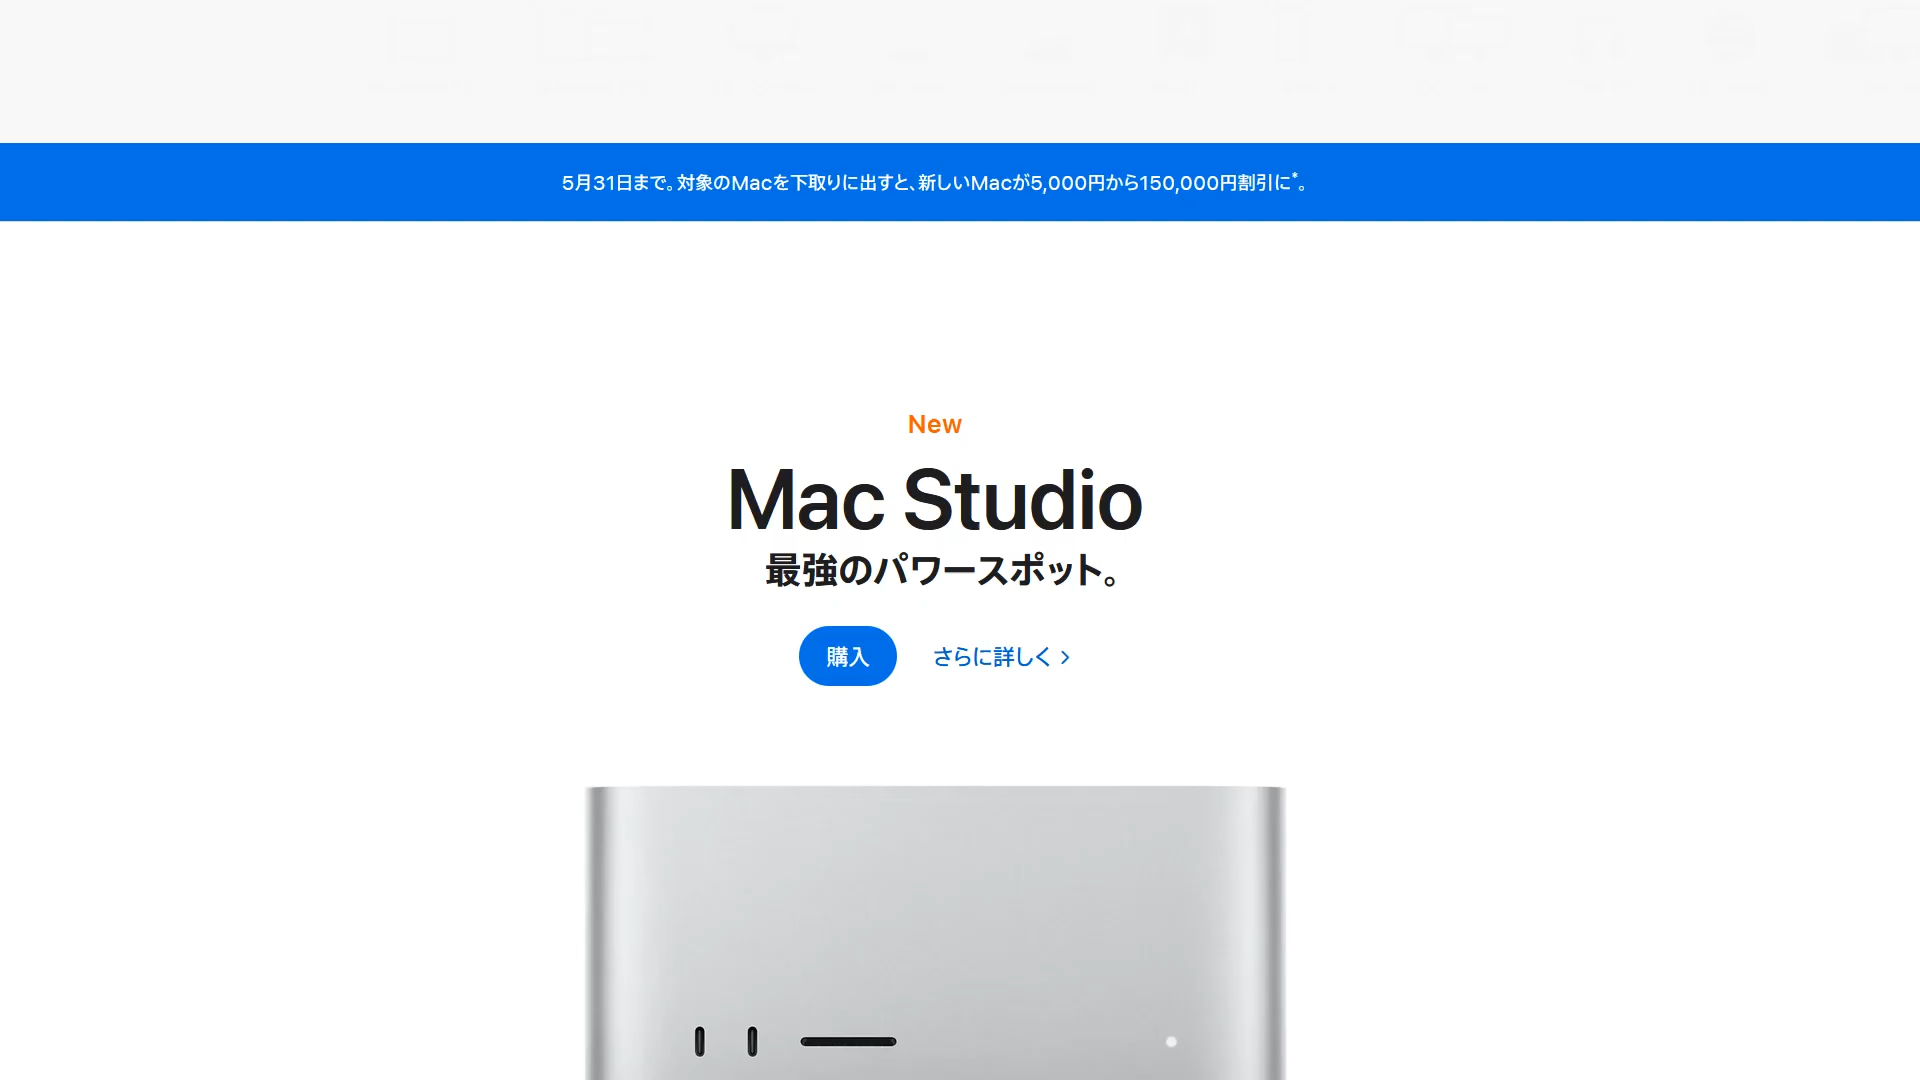 5月31日まで。対象のMacを下取りに出すと、新しいMacが5,000円から150,000円割引に*。
New
Mac Studio
最強のパワースポット。
購入
さらに詳しく >